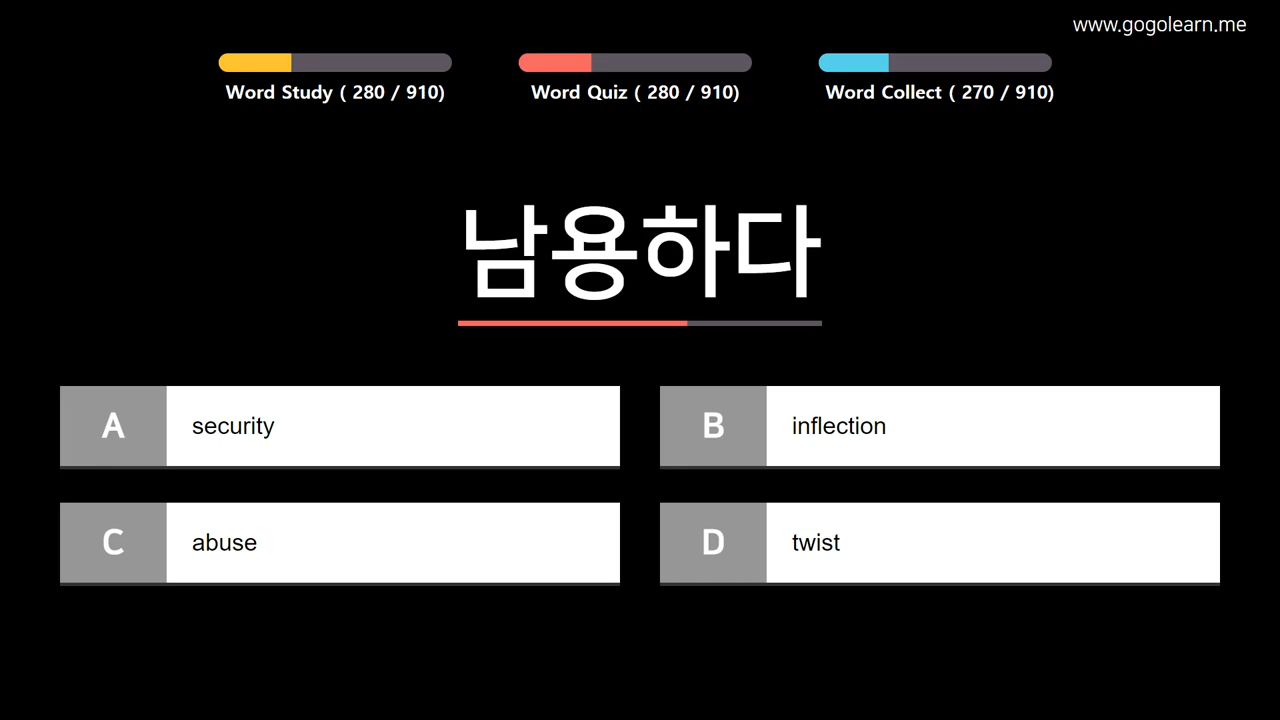 www.gogolearn.me
Word Study ( 280 / 910)
Word Quiz ( 280 / 910)
Word Collect ( 270 / 910)
남용하다
A security
B inflection
C abuse
D twist